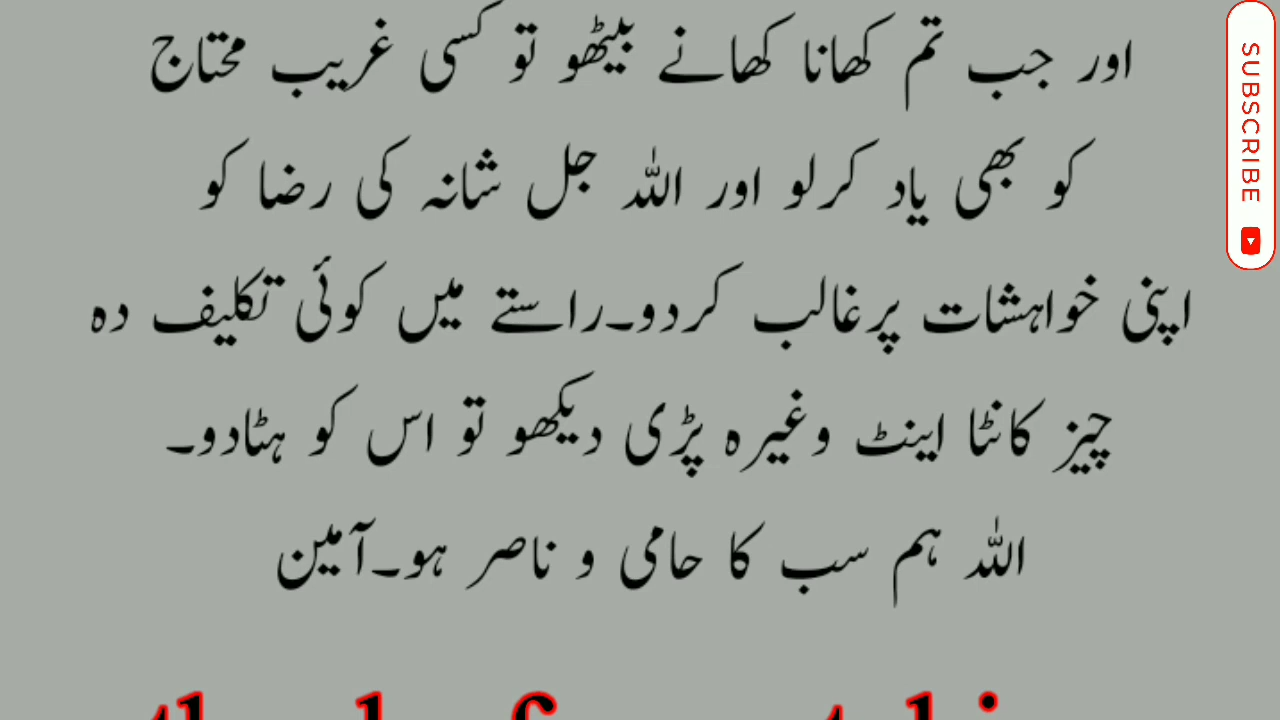 اور جب تم کھانا کھانے بیٹھو تو کسی غریب محتاج
کو بھی یاد کرلو اور اللہ جل شانہ کی رضا کو
اپنی خواہشات پرغالب کردو۔راستے میں کوئی تکلیف دہ
چیز کانٹا اینٹ وغیرہ پڑی دیکھو تو اس کو ہٹادو۔
اللہ ہم سب کا حامی و ناصر ہو۔آمین
SUBSCRIBE